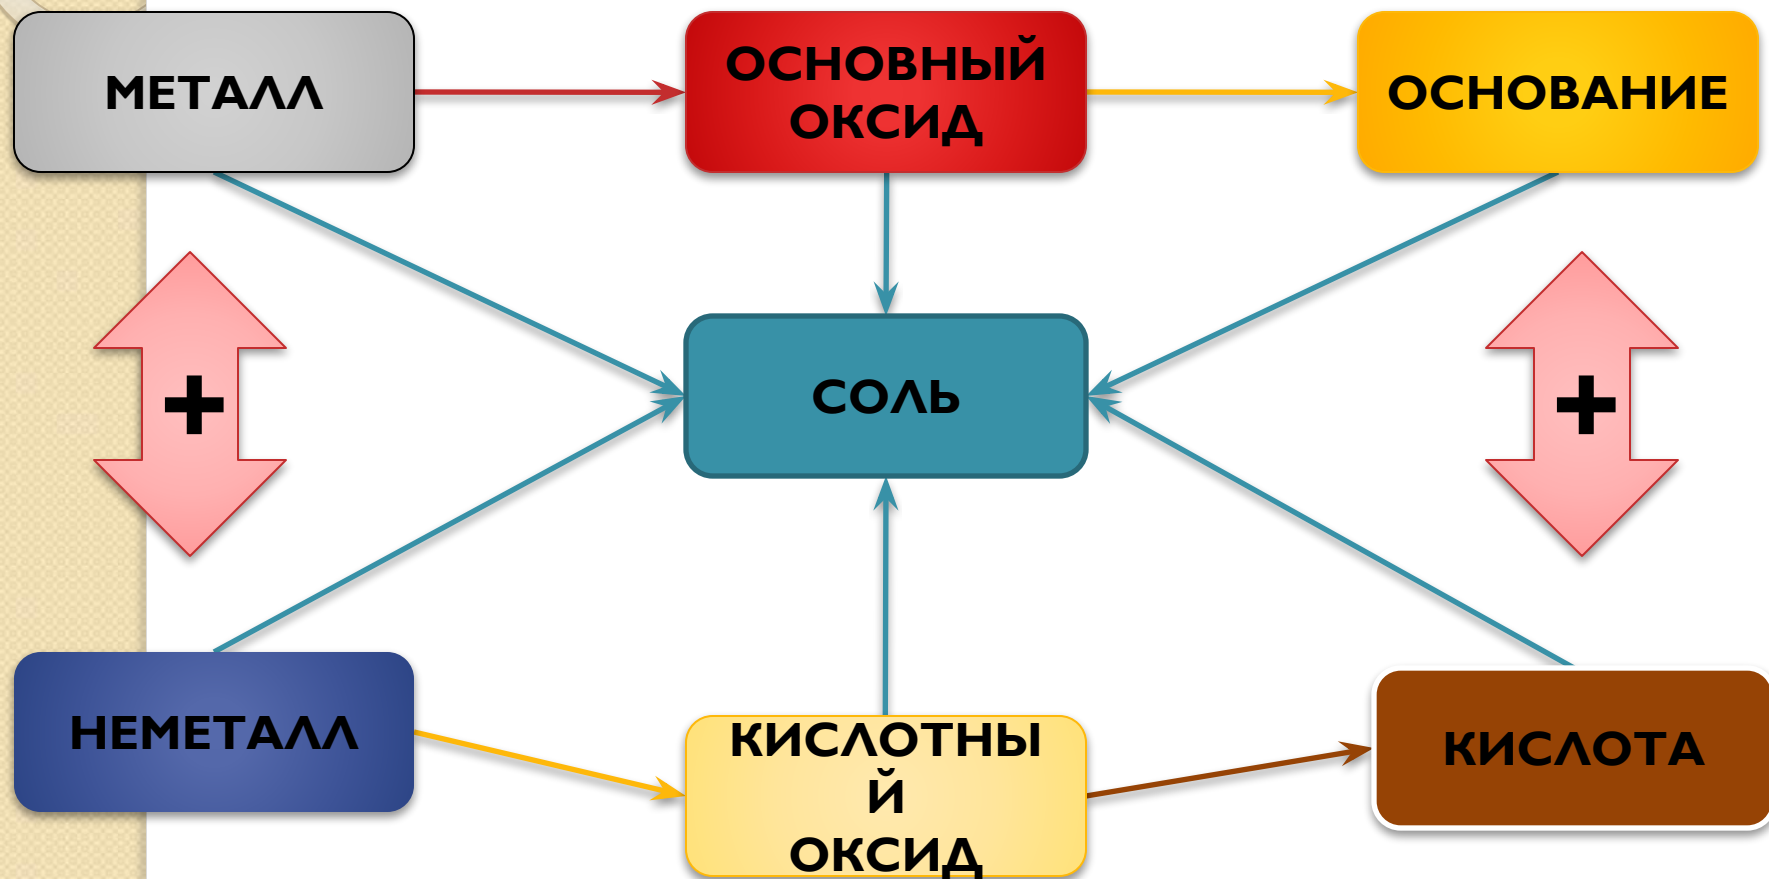 МЕТАЛЛ
ОСНОВНЫЙ
ОКСИД
ОСНОВАНИЕ
+
СОЛЬ
+
НЕМЕТАЛЛ
КИСЛОТНЫ
Й
ОКСИД
КИСЛОТА